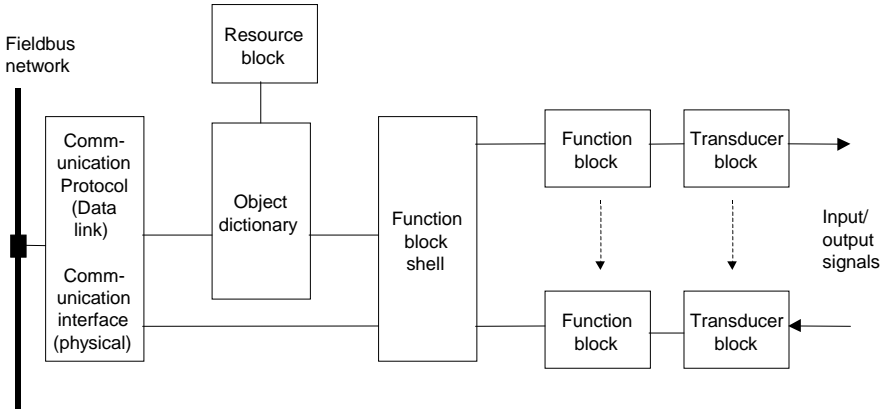 Fieldbus
network
Resource
block
Comm-
unication
Protocol
(Data
link)
Comm-
unication
interface
(physical)
Object
dictionary
Function
block
shell
Function
block
Transducer
block
Input/
output
signals
Function
block
Transducer
block